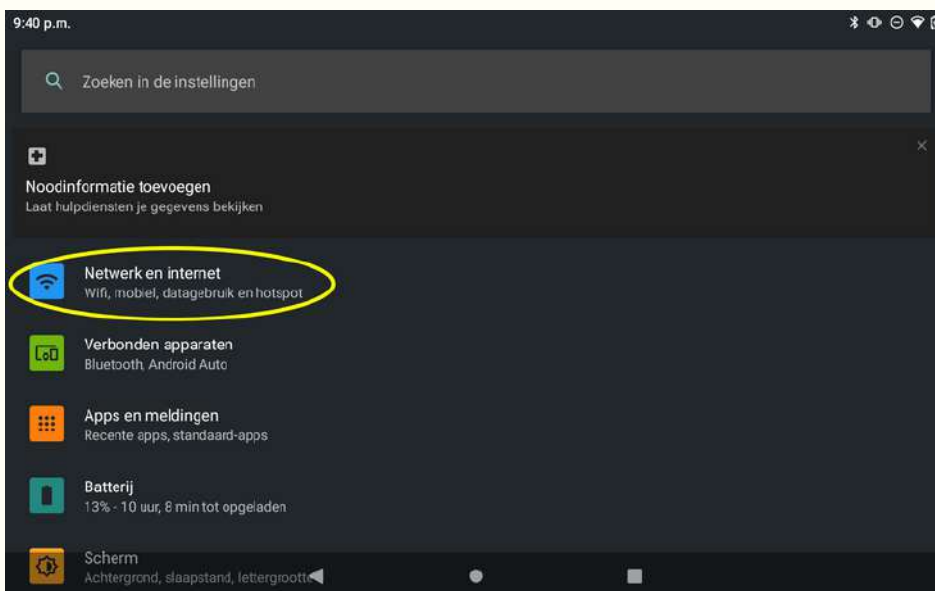 9:40 p.m.
Zoeken in de instellingen
Noodinformatie toevoegen
Laat hulpdiensten je gegevens bekijken
Netwerk en internet
Wifi, mobiel, datagebruik en hotspot
Verbonden apparaten
Bluetooth, Android Auto
Apps en meldingen
Recente apps, standaard-apps
Batterij
13% - 10 uur, 8 min tot opgeladen
Scherm
Achtergrond, slaapstand, lettergrootte